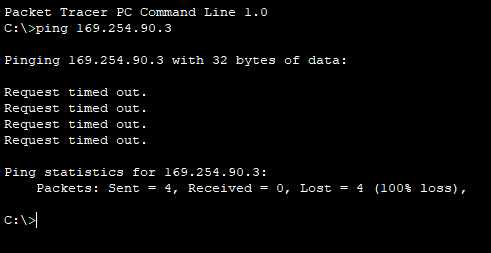 Packet Tracer PC Command Line 1.0
C:\>ping 169.254.90.3
Pinging 169.254.90.3 with 32 bytes of data:
Request timed out.
Request timed out.
Request timed out.
Request timed out.
Ping statistics for 169.254.90.3:
    Packets: Sent = 4, Received = 0, Lost = 4 (100% loss),
C:\>